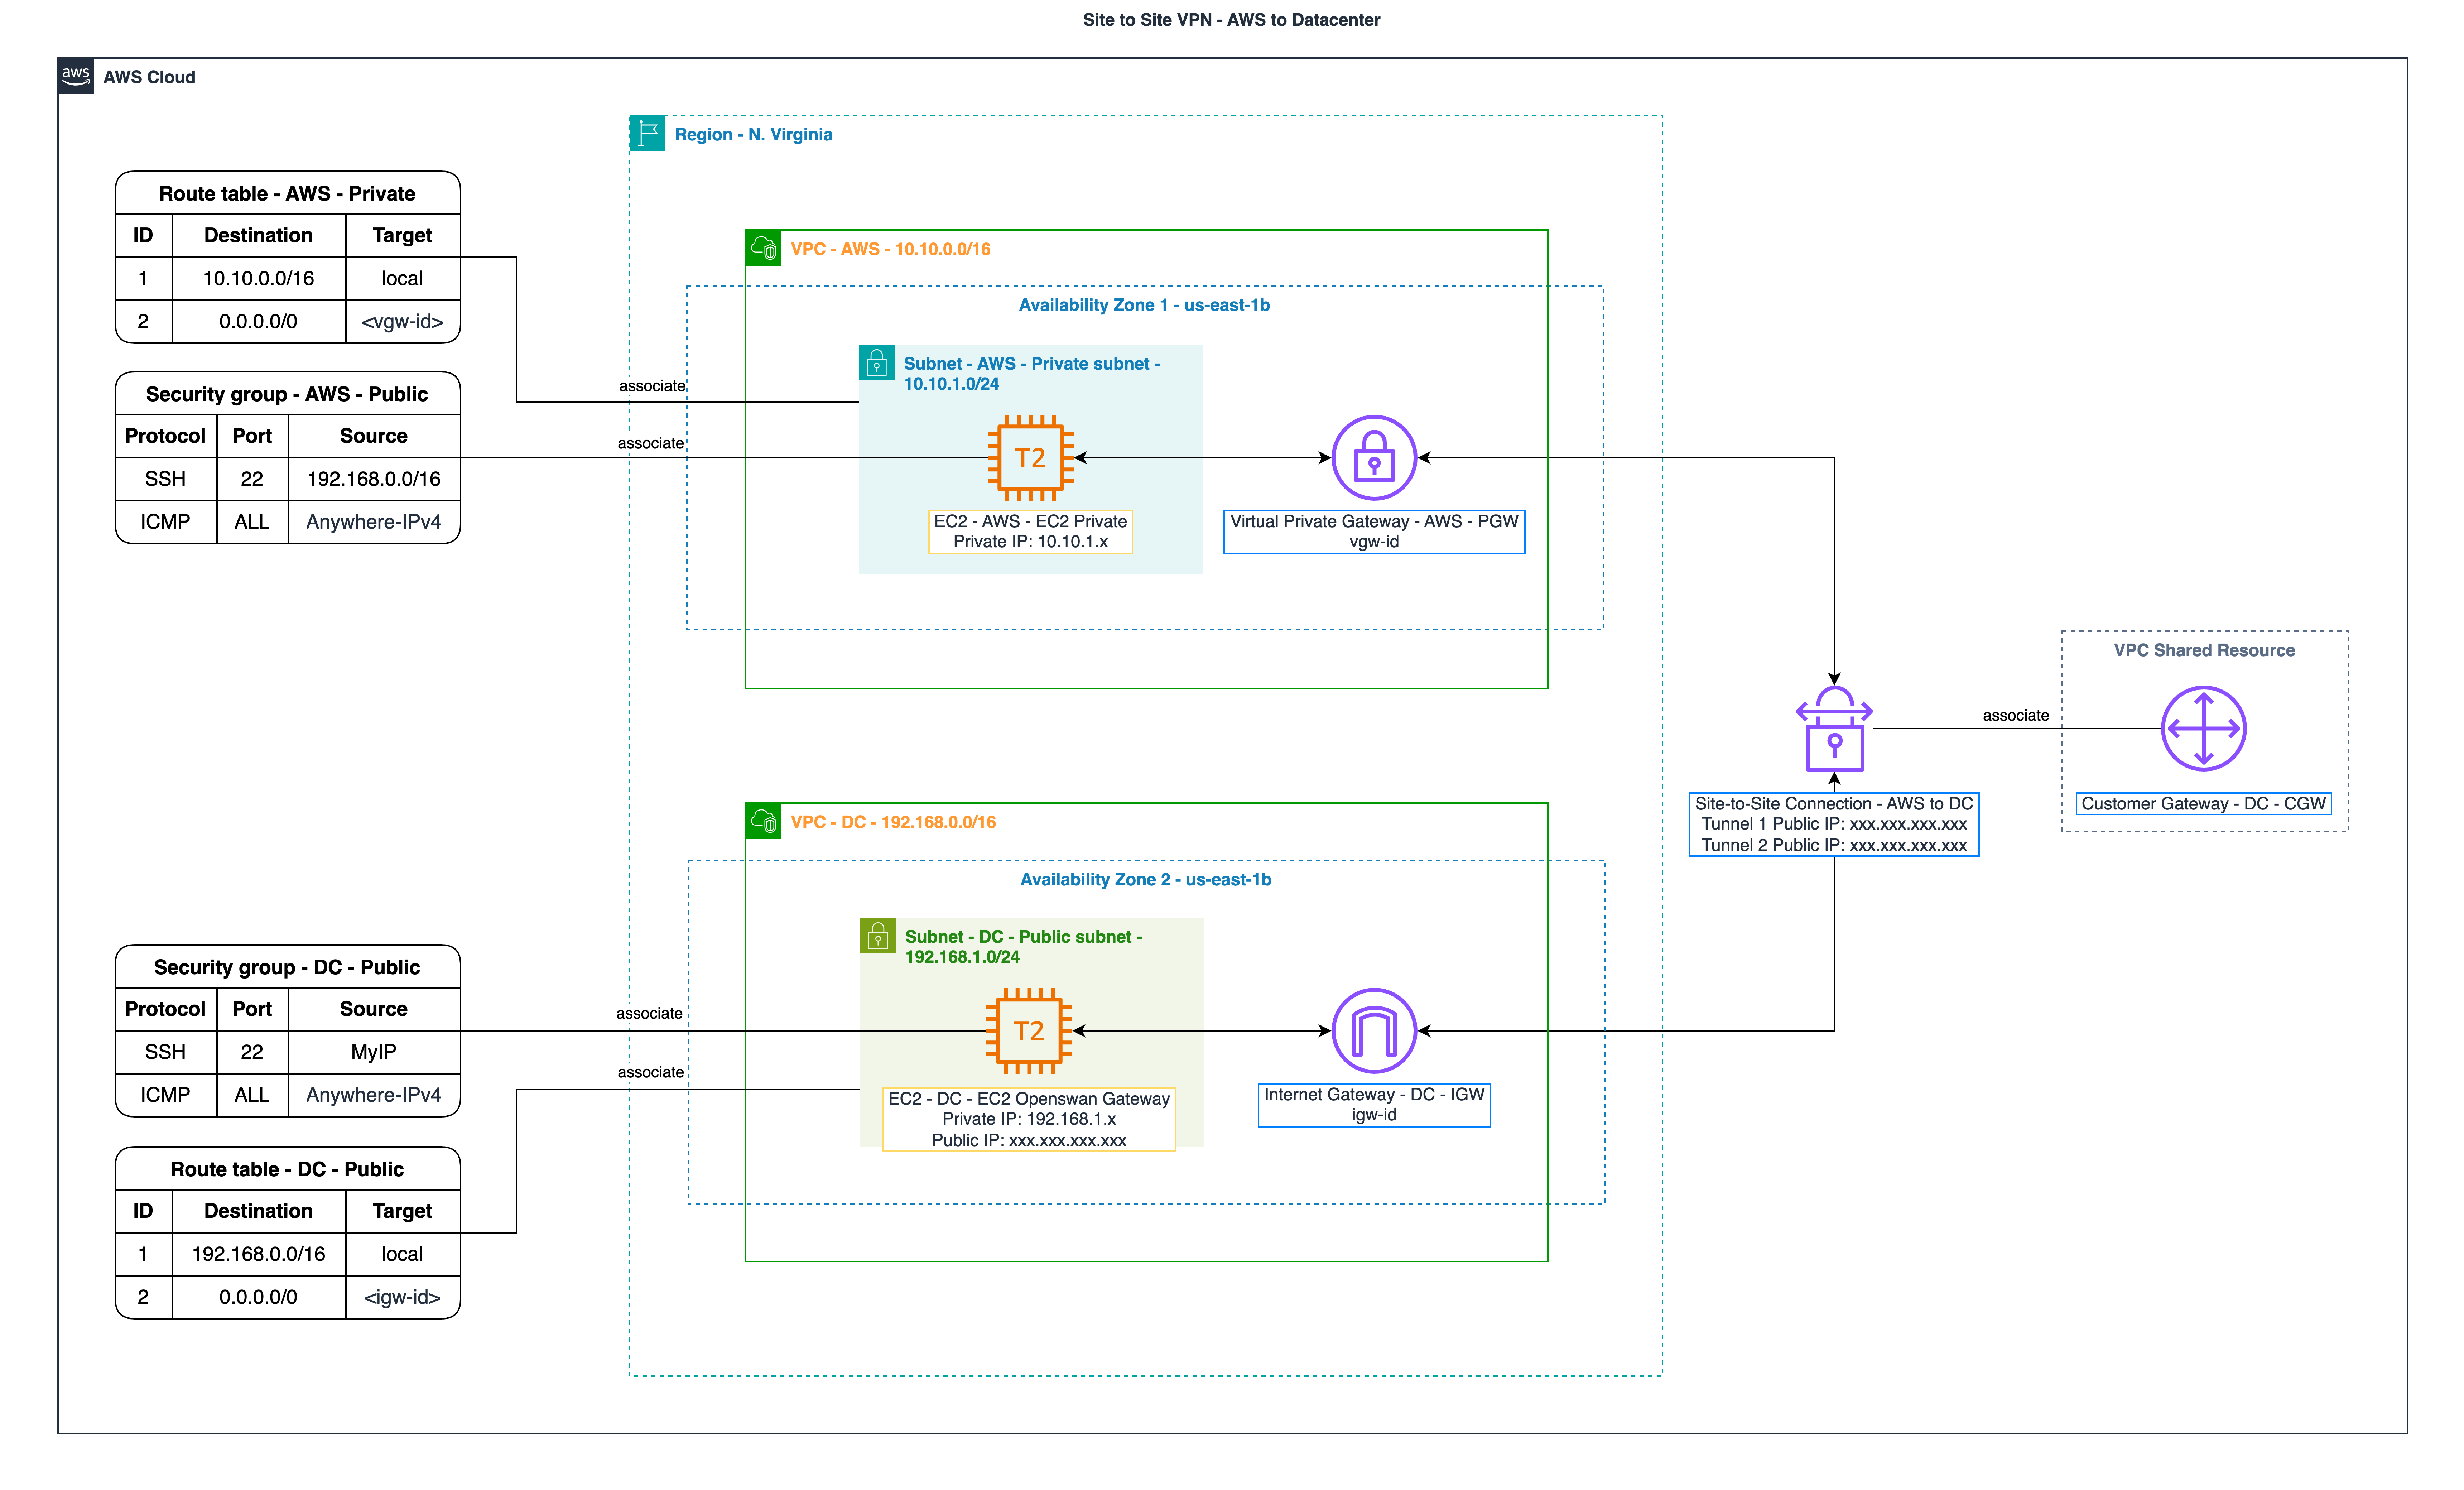 Site to Site VPN - AWS to Datacenter
aws
AWS Cloud
Region - N. Virginia
Route table - AWS - Private
ID Destination Target
1 10.10.0.0/16 local
2 0.0.0.0/0 <vgw-id>
Security group - AWS - Public
Protocol Port Source
SSH 22 192.168.0.0/16
ICMP ALL Anywhere-IPv4
associate
associate
VPC - AWS - 10.10.0.0/16
Availability Zone 1 - us-east-1b
Subnet - AWS - Private subnet -
10.10.1.0/24
T2
EC2 - AWS - EC2 Private
Private IP: 10.10.1.x
Virtual Private Gateway - AWS - PGW
vgw-id
VPC Shared Resource
associate
Customer Gateway - DC - CGW
Site-to-Site Connection - AWS to DC
Tunnel 1 Public IP: xxx.xxx.xxx.xxx
Tunnel 2 Public IP: xxx.xxx.xxx.xxx
VPC - DC - 192.168.0.0/16
Availability Zone 2 - us-east-1b
Subnet - DC - Public subnet -
192.168.1.0/24
T2
EC2 - DC - EC2 Openswan Gateway
Private IP: 192.168.1.x
Public IP: xxx.xxx.xxx.xxx
Internet Gateway - DC - IGW
igw-id
Security group - DC - Public
Protocol Port Source
SSH 22 MyIP
ICMP ALL Anywhere-IPv4
associate
associate
Route table - DC - Public
ID Destination Target
1 192.168.0.0/16 local
2 0.0.0.0/0 <igw-id>